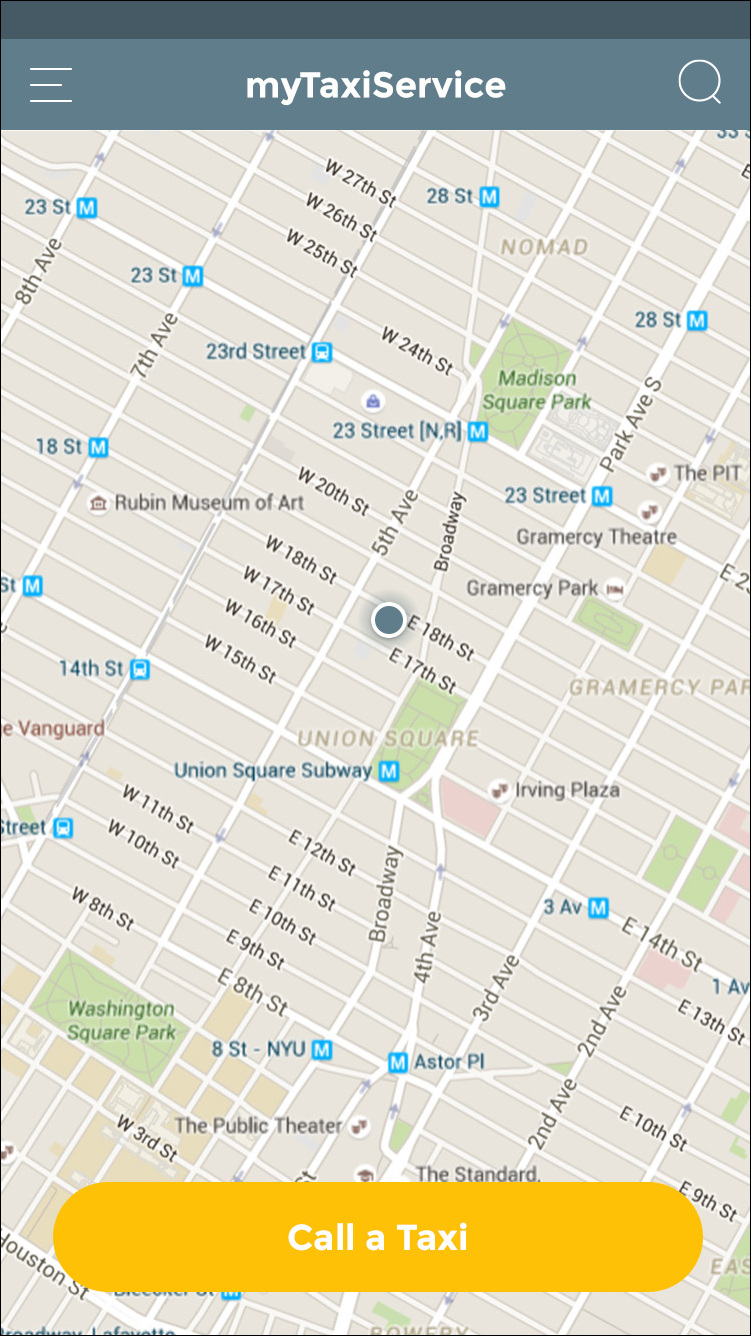 myTaxiService
33 S
W 27th St
28 St M
23 St M
W 26th St
NOMAD
W 25th St
8th Ave
23 St M
28 St M
7th Ave
W 24th St
23rd Street
Madison
Square Park
Park Ave S
23 Street [N,R] M
18 St M
The PIT
W 20th St
23 Street M
Rubin Museum of Art
5th Ave
Broadway
Gramercy Theatre
W 18th St
E 2
St M
W 17th St
Gramercy Park
W 16th St
E 18th St
W 15th St
E 17th St
14th St
GRAMERCY PAR
e Vanguard
UNION SQUARE
Union Square Subway M
Irving Plaza
W 11th St
Street
W 10th St
E 12th St
E 11th St
Broadway
W 8th St
E 10th St
3 Av M
E 14th St
E 9th St
4th Ave
3rd Ave
E 8th St
1 Av
Washington
Square Park
E 13th St
2nd Ave
8 St - NYU M
M Astor Pl
2nd Ave
The Public Theater
E 10th St
W 3rd St
The Standard,
St
E 9th St
Call a Taxi
Houston St
EAS
Bleecker St M
Broadway-Lafayette
BOWERY